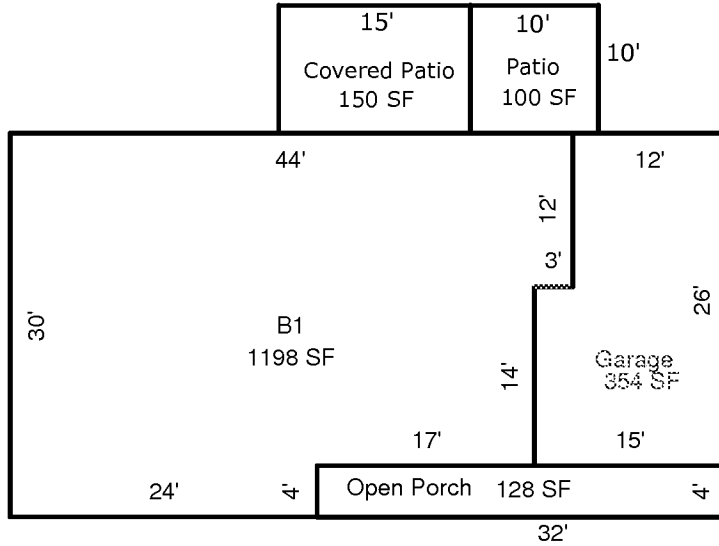 15'
10'
10'
Covered Patio
150 SF
Patio
100 SF
44'
12'
12'
3'
30'
26'
B1
1198 SF
14'
Garage
354 SF
17'
15'
24'
4'
Open Porch 128 SF
4'
32'